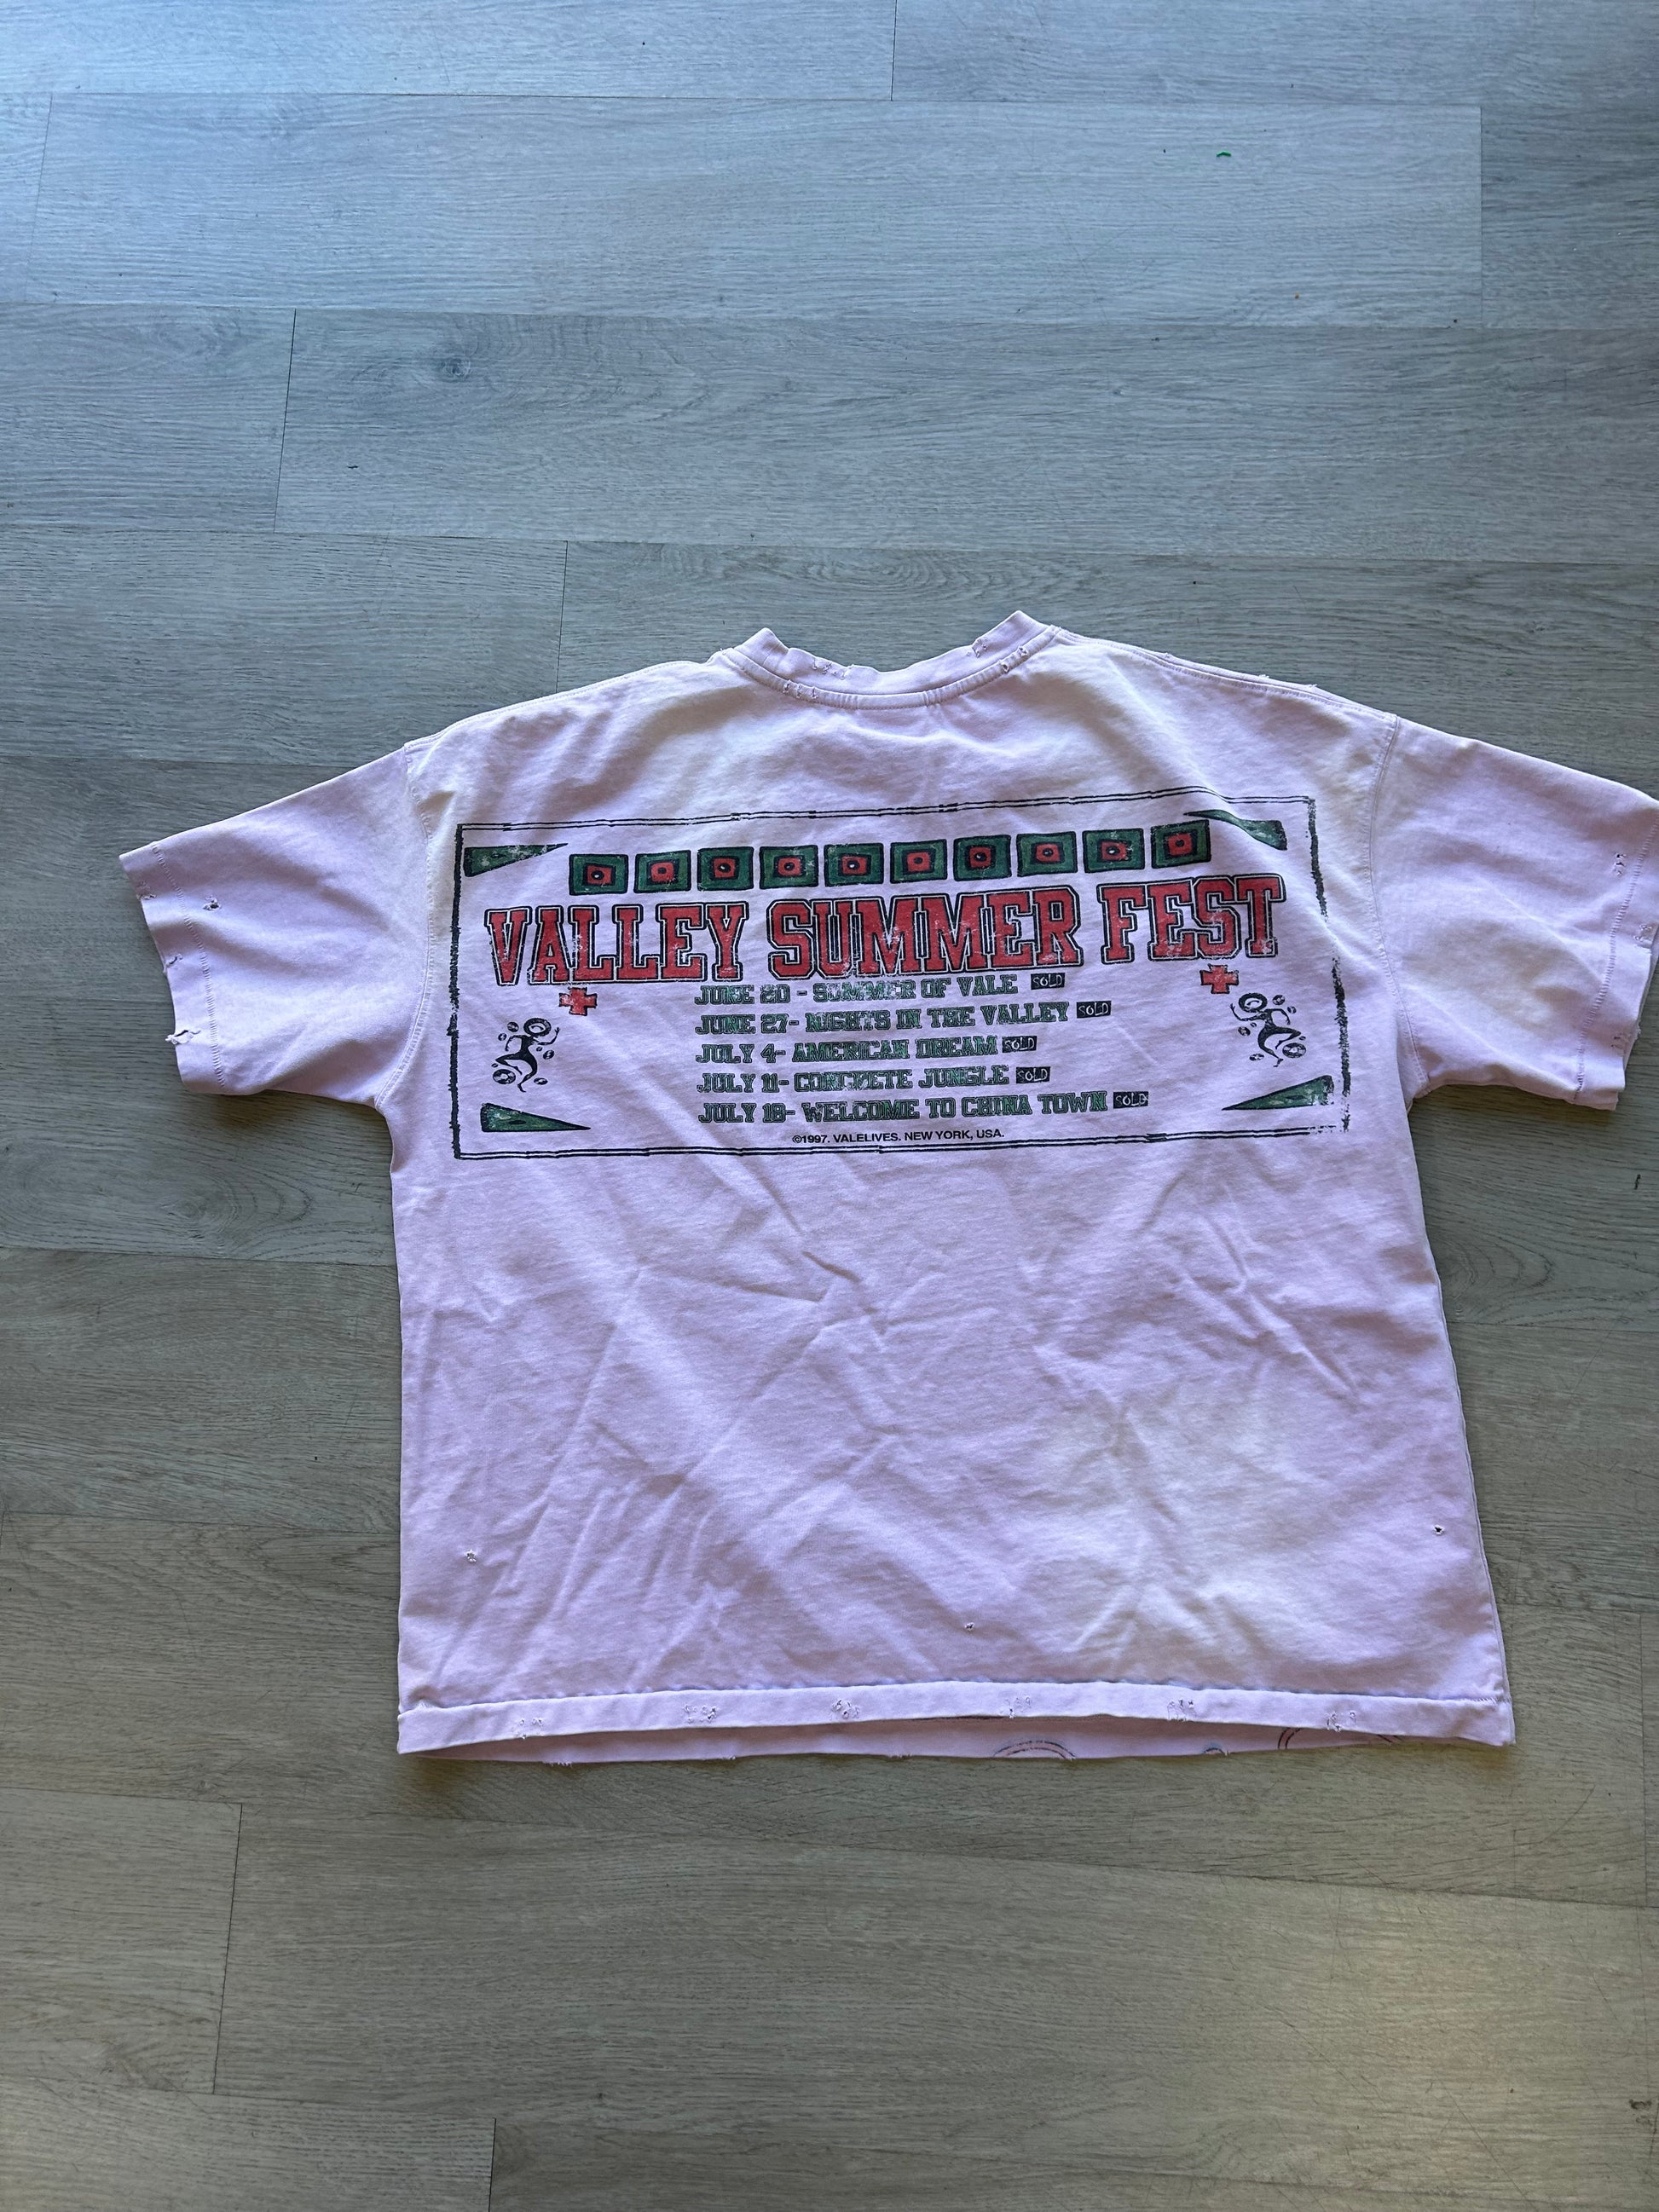 VALLEY SUMMER FEST
JUNE 20 - SUMMER OF VALE SOLD
JUNE 27- NIGHTS IN THE VALLEY SOLD
JULY 4- AMERICAN DREAM SOLD
JULY 11- CONCRETE JUNGLE SOLD
JULY 18- WELCOME TO CHINA TOWN SOLD
©1997. VALELIVES. NEW YORK, USA.